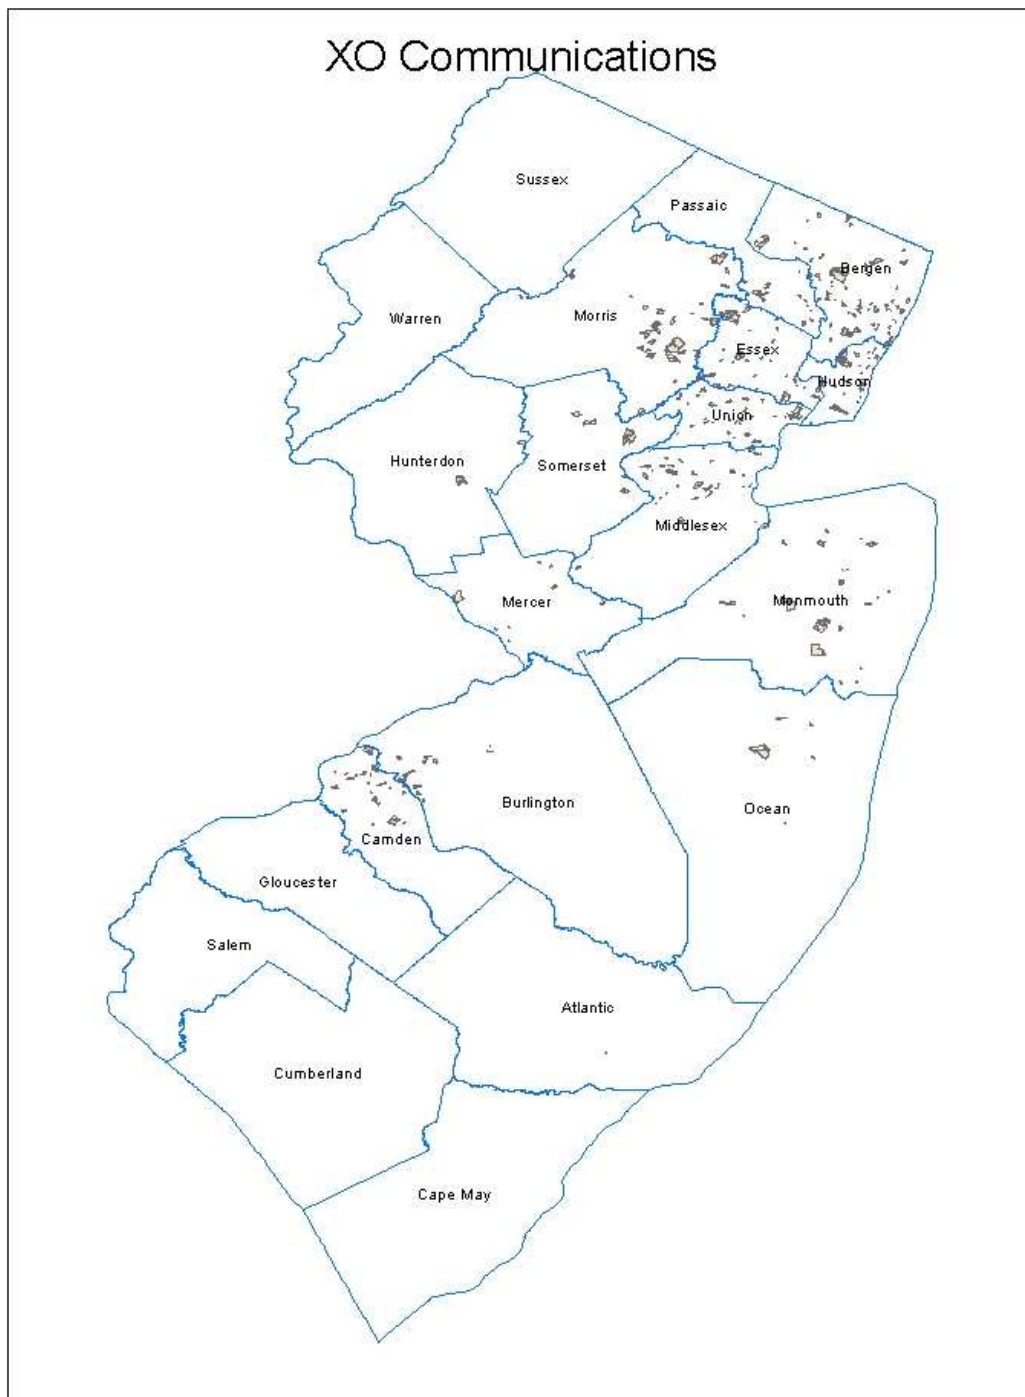 XO Communications
Sussex
Passaic
Bergen
Warren
Morris
Essex
Hudson
Union
Hunterdon
Somerset
Middlesex
Mercer
Monmouth
Burlington
Ocean
Camden
Gloucester
Salem
Atlantic
Cumberland
Cape May